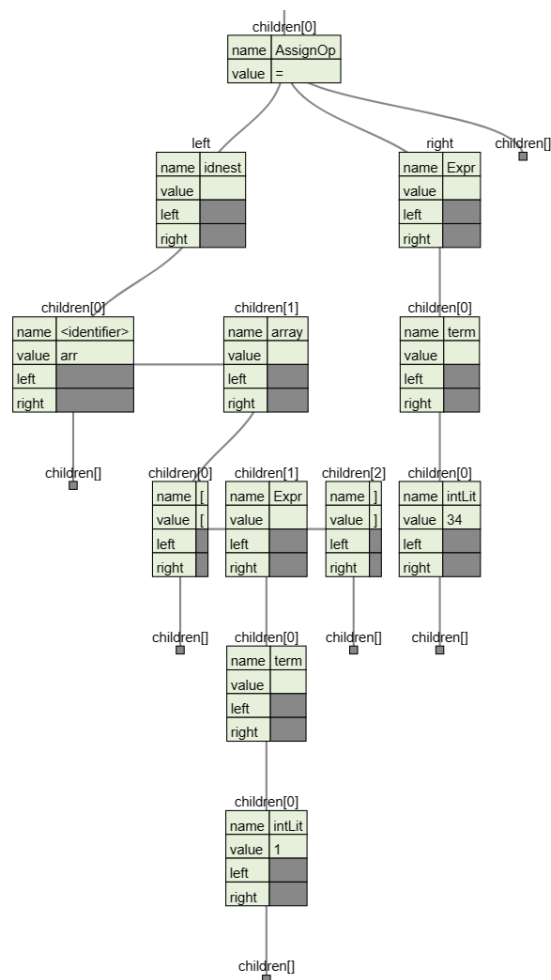 children[0]
name AssignOp
value =
left right children[]
name idnest name Expr
value value
left left
right right
children[0] children[1] children[0]
name <identifier> name array name term
value arr value value
left left left
right right right
children[] children[0] children[1] children[2] children[0]
name [ name Expr name ] name intLit
value [ value value ] value 34
left left left left
right right right right
children[] children[0] children[] children[]
name term
value
left
right
children[0]
name intLit
value 1
left
right
children[]